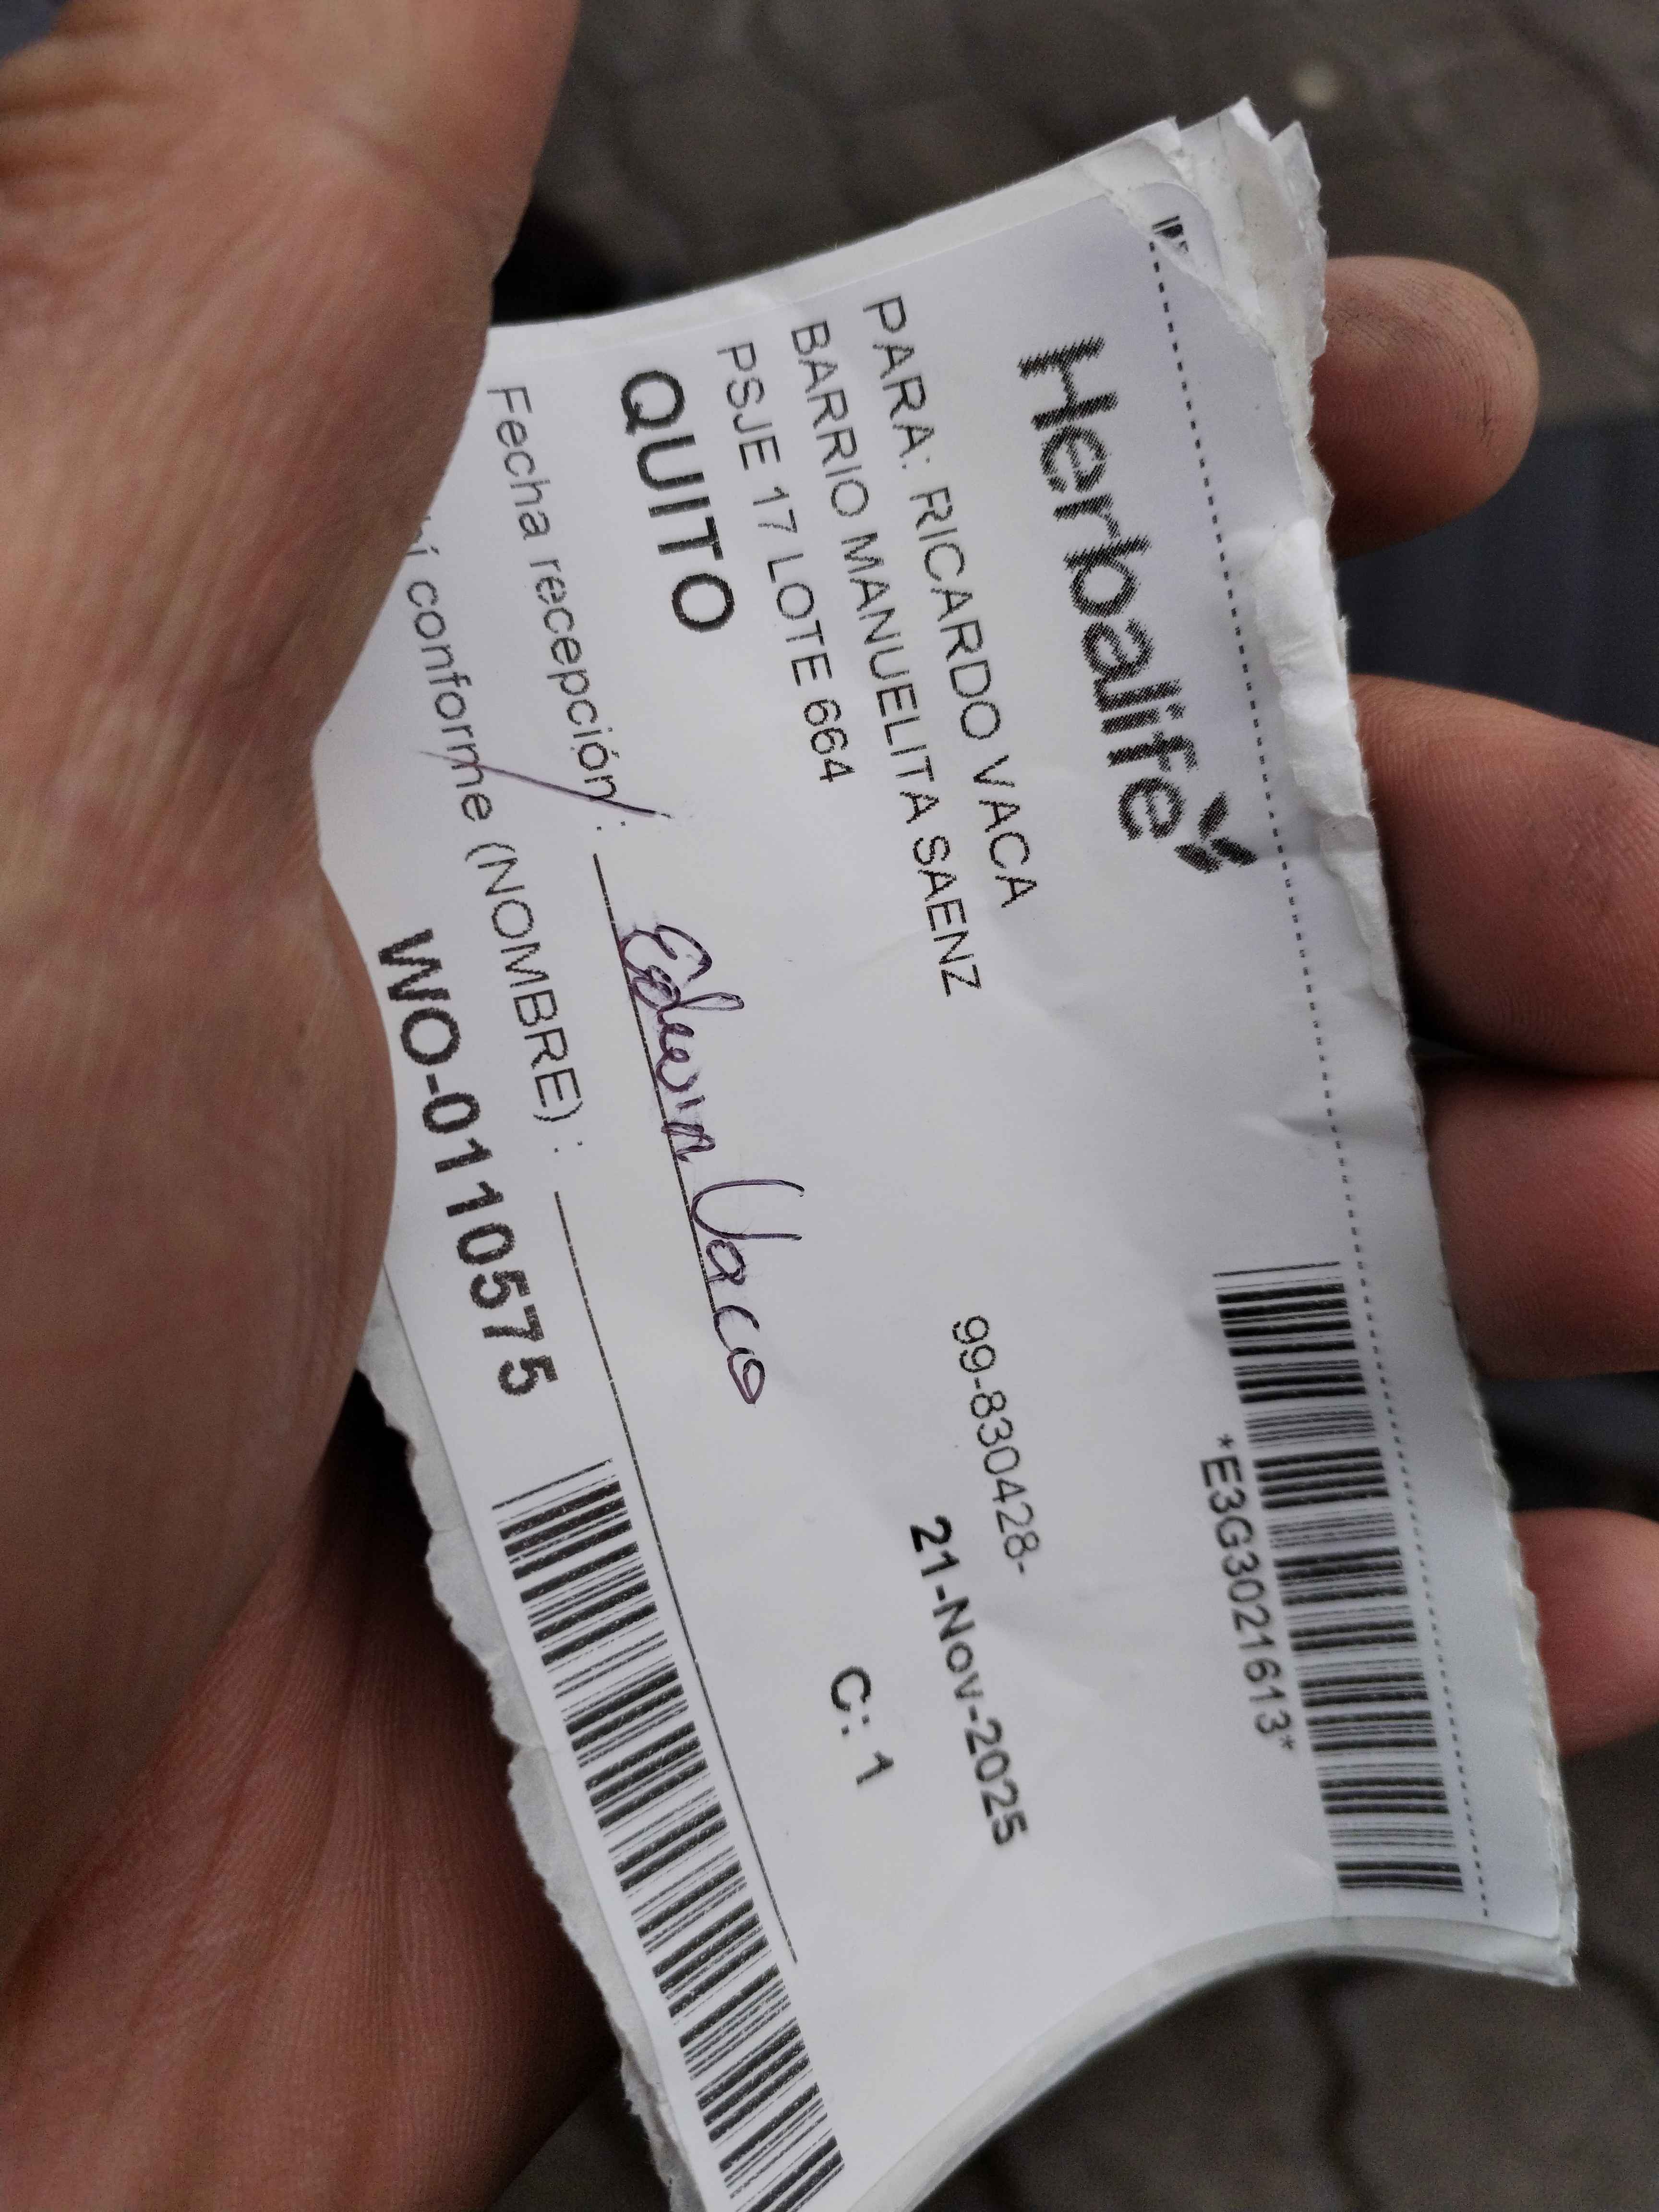 Herbalife
*E3G3021613*
PARA: RICARDO VACA
99-830428-
BARRIO MANUELITA SAENZ
21-Nov-2025
PSJE 17 LOTE 664
C: 1
QUITO
Fecha recepción : Edwin Vaca
conforme (NOMBRE) :
WO-0110575